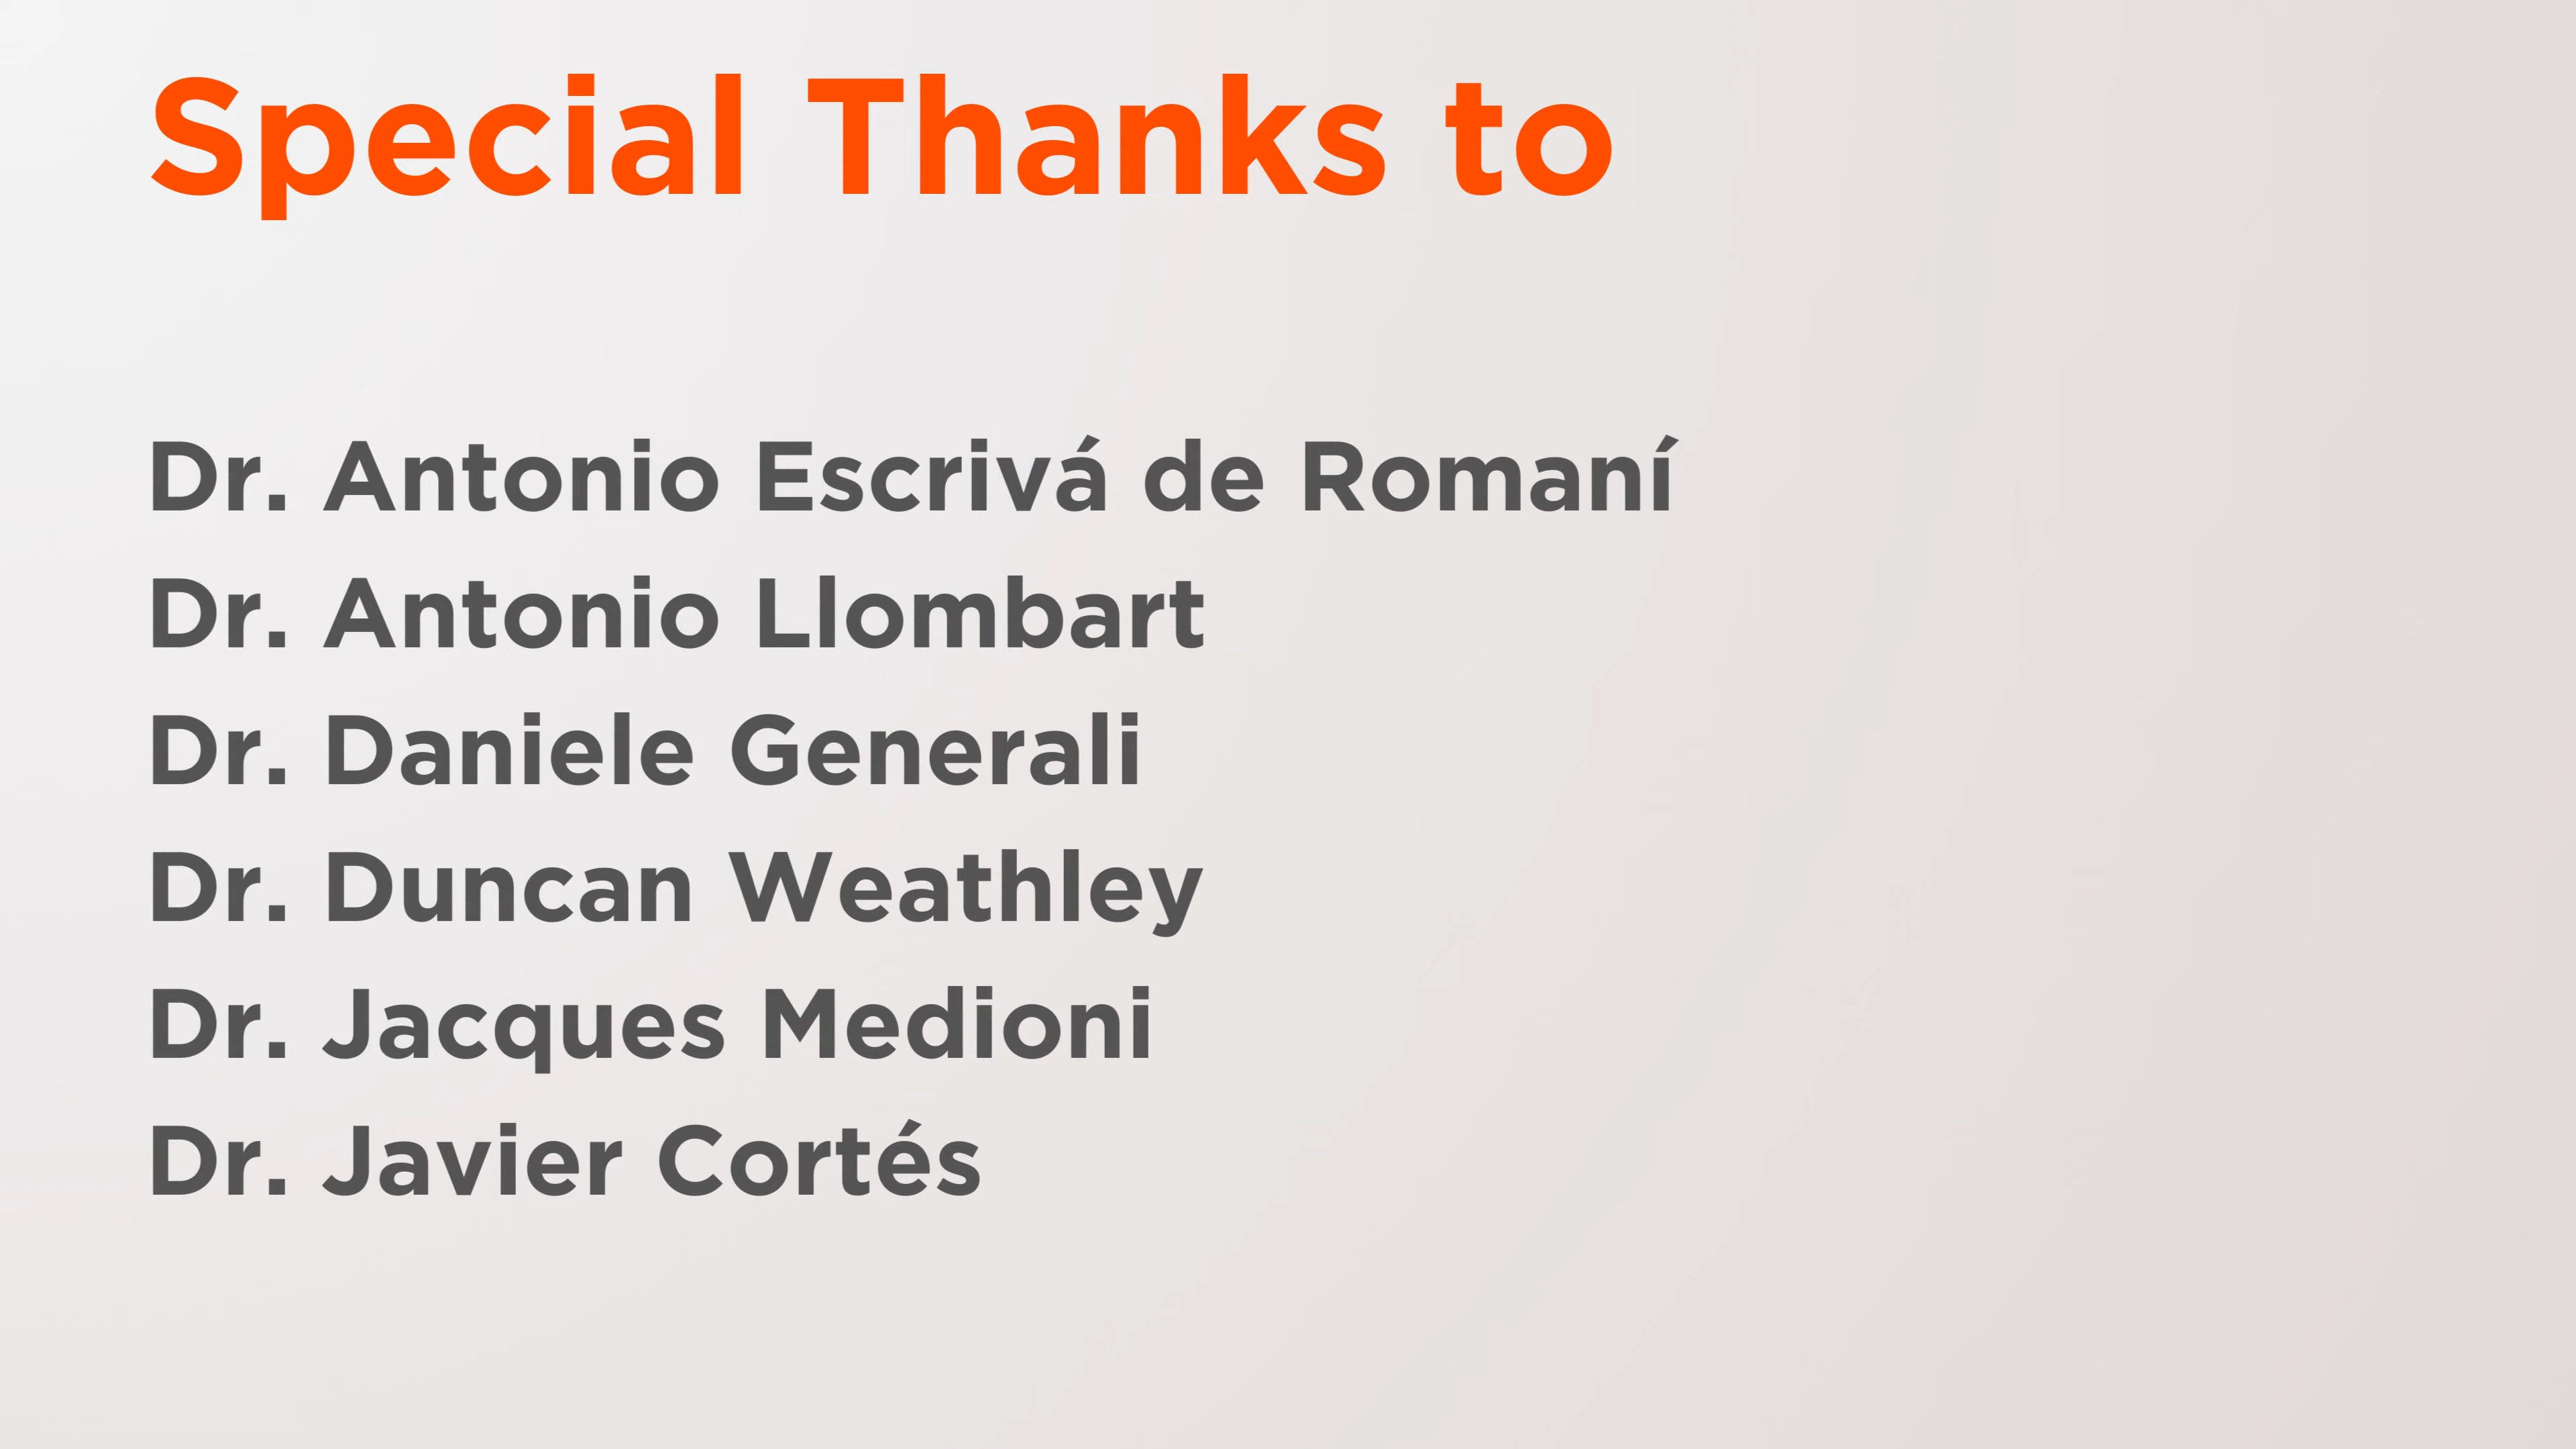 Special Thanks to
Dr. Antonio Escrivá de Romaní
Dr. Antonio Llombart
Dr. Daniele Generali
Dr. Duncan Weathley
Dr. Jacques Medioni
Dr. Javier Cortés